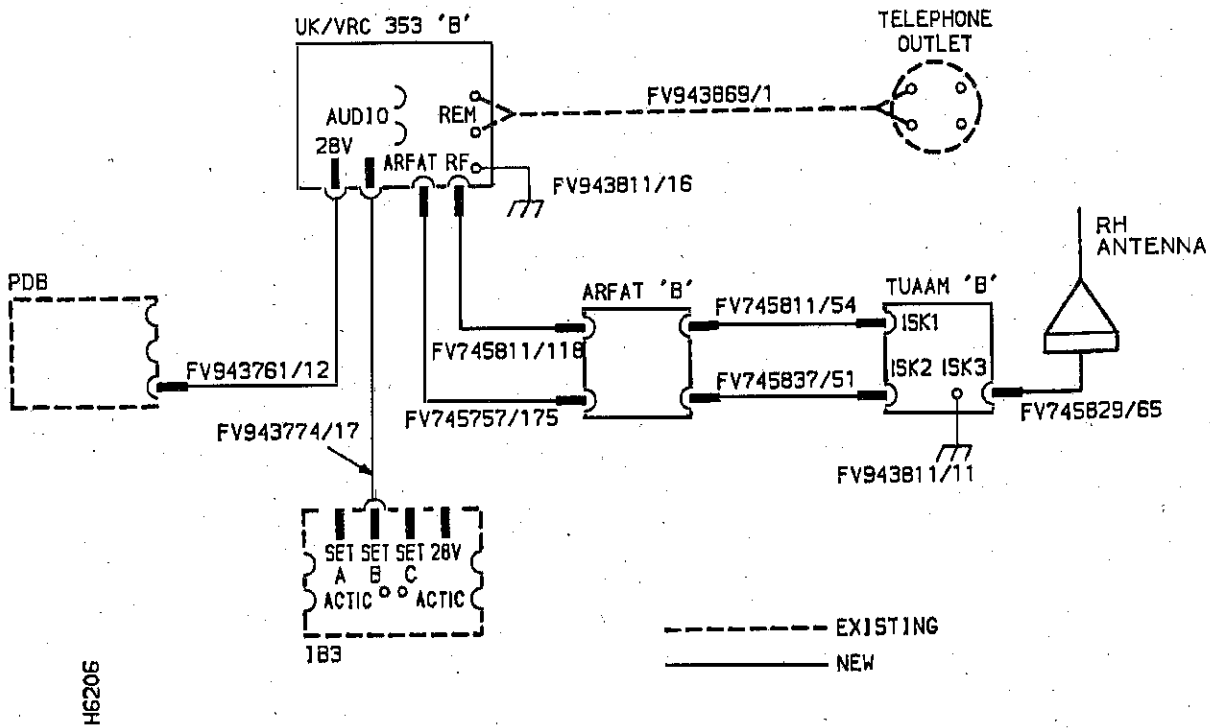 UK/VRC 353 'B'
TELEPHONE
OUTLET
AUDIO
REM
28V
ARFAT RF
FV943869/1
FV943811/16
RH
ANTENNA
PDB
ARFAT 'B'
TUAAM 'B'
FV745811/54
ISK1
FV745811/118
FV943761/12
FV745837/51
ISK2 ISK3
FV745757/175
FV745829/65
FV943774/17
FV943811/11
SET SET SET 28V
A B C
ACTIC ACTIC
IB3
EXISTING
NEW
H6206